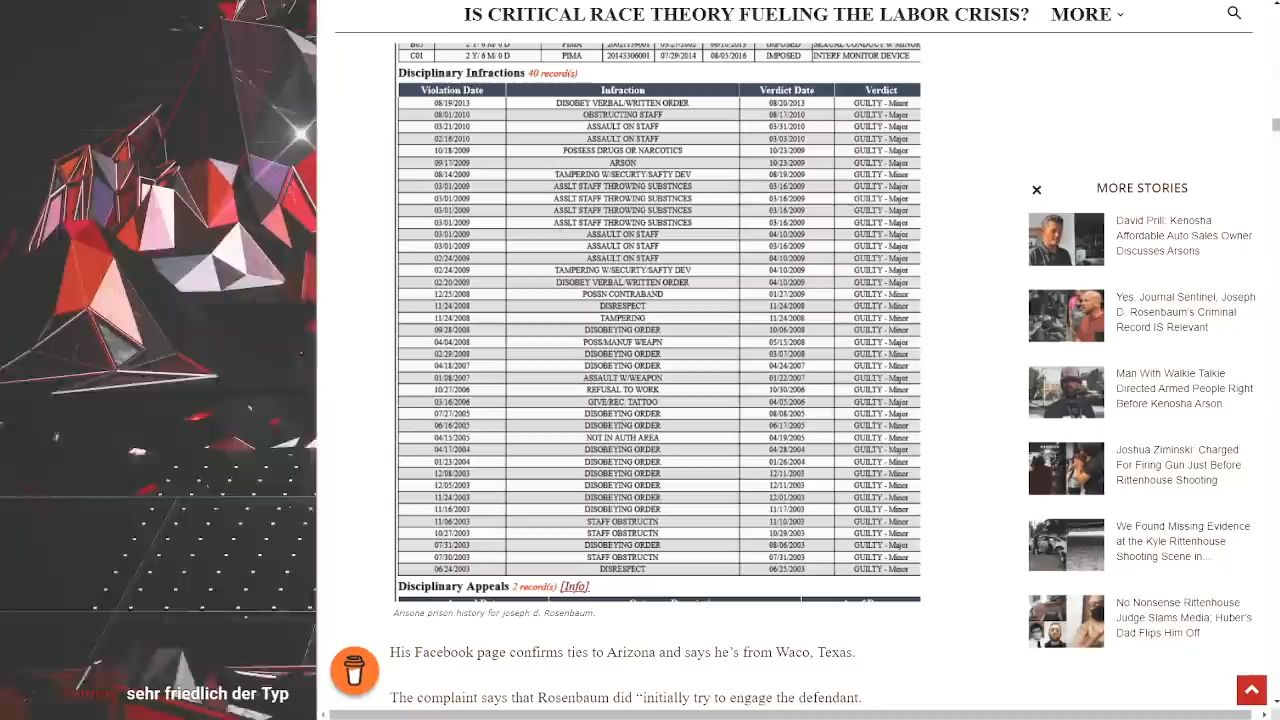 IS CRITICAL RACE THEORY FUELING THE LABOR CRISIS? MORE
B03 2 Y/ 6 M/ 0 D PIMA IMPOSED SEXUAL CONDUCT W MINOR
C01 2 Y/ 6 M/ 0 D PIMA 20143306001 07/29/2014 08/05/2016 IMPOSED INTERF MONITOR DEVICE
Disciplinary Infractions 40 record(s)
Violation Date Infraction Verdict Date Verdict
08/19/2013 DISOBEY VERBAL/WRITTEN ORDER 08/20/2013 GUILTY - Minor
08/01/2010 OBSTRUCTING STAFF 08/17/2010 GUILTY - Major
03/21/2010 ASSAULT ON STAFF 03/31/2010 GUILTY - Major
02/16/2010 ASSAULT ON STAFF 03/03/2010 GUILTY - Major
10/18/2009 POSSESS DRUGS OR NARCOTICS 10/23/2009 GUILTY - Major
09/17/2009 ARSON 10/23/2009 GUILTY - Major
08/14/2009 TAMPERING W/SECURTY/SAFTY DEV 08/19/2009 GUILTY - Major
03/01/2009 ASSLT STAFF THROWING SUBSTNCES 03/16/2009 GUILTY - Major
03/01/2009 ASSLT STAFF THROWING SUBSTNCES 03/16/2009 GUILTY - Major
03/01/2009 ASSLT STAFF THROWING SUBSTNCES 03/16/2009 GUILTY - Major
03/01/2009 ASSLT STAFF THROWING SUBSTNCES 03/16/2009 GUILTY - Major
03/01/2009 ASSAULT ON STAFF 04/10/2009 GUILTY - Major
03/01/2009 ASSAULT ON STAFF 03/16/2009 GUILTY - Major
02/24/2009 ASSAULT ON STAFF 04/10/2009 GUILTY - Major
02/24/2009 TAMPERING W/SECURTY/SAFTY DEV 04/10/2009 GUILTY - Major
02/20/2009 DISOBEY VERBAL/WRITTEN ORDER 04/10/2009 GUILTY - Minor
12/25/2008 POSSN CONTRABAND 01/27/2009 GUILTY - Minor
11/24/2008 DISRESPECT 11/24/2008 GUILTY - Minor
11/24/2008 TAMPERING 11/24/2008 GUILTY - Minor
09/28/2008 DISOBEYING ORDER 10/06/2008 GUILTY - Minor
04/04/2008 POSS/MANUF WEAPN 05/15/2008 GUILTY - Major
02/29/2008 DISOBEYING ORDER 03/07/2008 GUILTY - Minor
04/18/2007 DISOBEYING ORDER 04/24/2007 GUILTY - Minor
01/08/2007 ASSAULT W/WEAPON 01/22/2007 GUILTY - Major
10/27/2006 REFUSAL TO WORK 10/30/2006 GUILTY - Minor
03/16/2006 GIVE/REC. TATTOO 04/05/2006 GUILTY - Major
07/27/2005 DISOBEYING ORDER 08/08/2005 GUILTY - Minor
06/16/2005 DISOBEYING ORDER 06/17/2005 GUILTY - Minor
04/15/2005 NOT IN AUTH AREA 04/19/2005 GUILTY - Minor
04/17/2004 DISOBEYING ORDER 04/28/2004 GUILTY - Major
01/23/2004 DISOBEYING ORDER 01/26/2004 GUILTY - Minor
12/08/2003 DISOBEYING ORDER 12/11/2003 GUILTY - Minor
12/05/2003 DISOBEYING ORDER 12/11/2003 GUILTY - Minor
11/24/2003 DISOBEYING ORDER 12/01/2003 GUILTY - Minor
11/16/2003 DISOBEYING ORDER 11/17/2003 GUILTY - Minor
11/06/2003 STAFF OBSTRUCTN 11/10/2003 GUILTY - Minor
10/27/2003 STAFF OBSTRUCTN 10/29/2003 GUILTY - Minor
07/31/2003 DISOBEYING ORDER 08/06/2003 GUILTY - Major
07/30/2003 STAFF OBSTRUCTN 07/31/2003 GUILTY - Minor
06/24/2003 DISRESPECT 06/25/2003 GUILTY - Minor
Disciplinary Appeals 2 record(s) [Info]
Arizona prison history for joseph d. Rosenbaum.
His Facebook page confirms ties to Arizona and says he's from Waco, Texas.
The complaint says that Rosenbaum did “initially try to engage the defendant.
MORE STORIES
David Prill: Kenosha
Affordable Auto Sales Owner
Discusses Arsons
Yes, Journal Sentinel, Joseph
D. Rosenbaum's Criminal
Record IS Relevant
Man With Walkie Talkie
Directed Armed People Right
Before Kenosha Arson
Joshua Ziminski: Charged
For Firing Gun Just Before
Rittenhouse Shooting
We Found Missing Evidence
at the Kyle Rittenhouse
Shooting Scene in...
No Nonsense Rittenhouse
Judge Slams Media; Huber's
Dad Flips Him Off
sehr friedlich der Typ